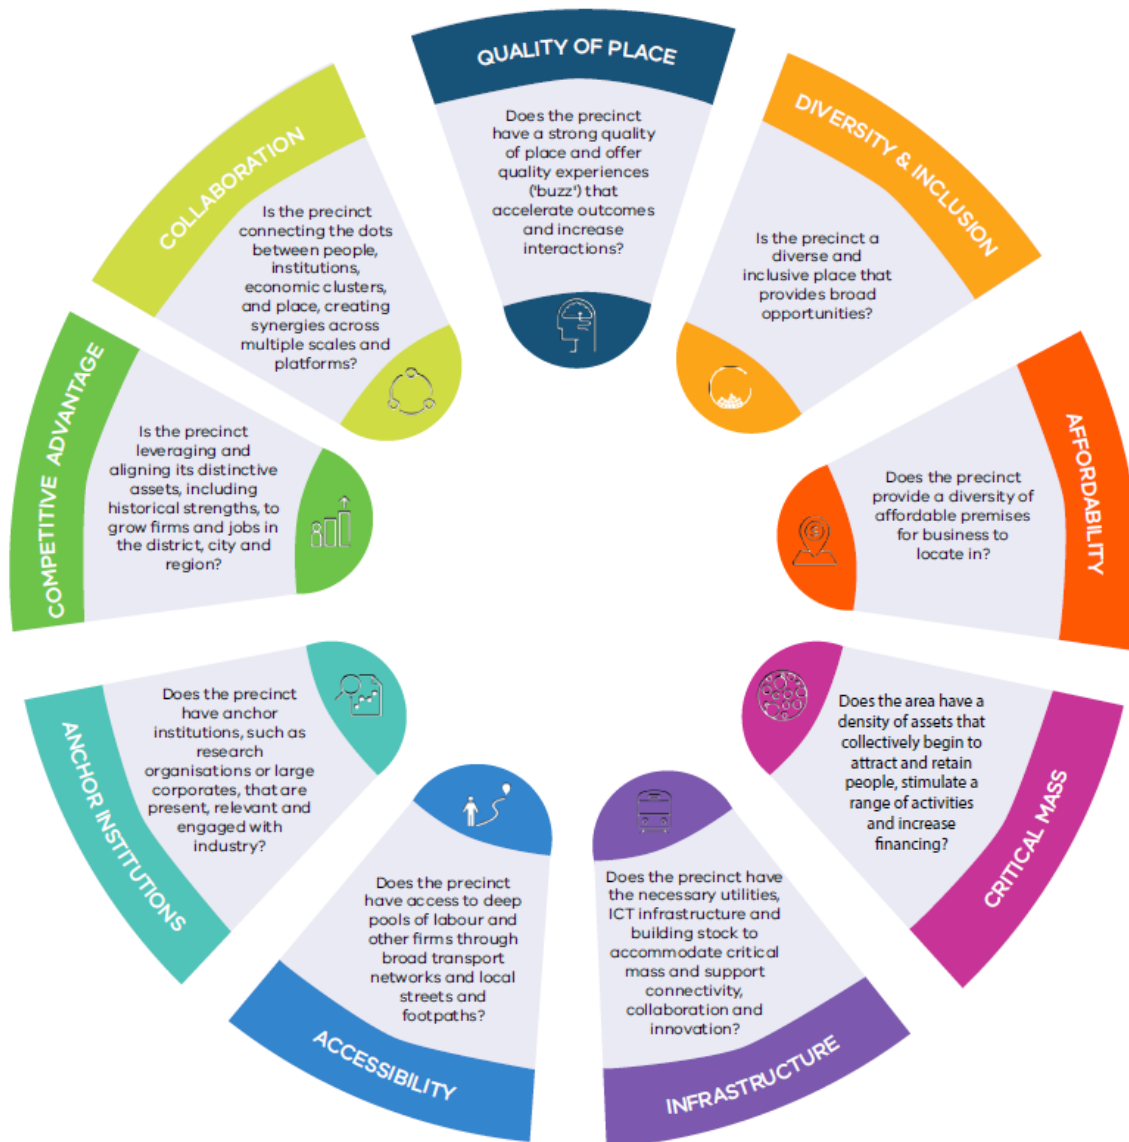 QUALITY OF PLACE
Does the precinct
have a strong quality
of place and offer
quality experiences
('buzz') that
accelerate outcomes
and increase
interactions?
DIVERSITY & INCLUSION
Is the precinct a
diverse and
inclusive place that
provides broad
opportunities?
AFFORDABILITY
Does the precinct
provide a diversity of
affordable premises
for business to
locate in?
CRITICAL MASS
Does the area have a
density of assets that
collectively begin to
attract and retain
people, stimulate a
range of activities
and increase
financing?
INFRASTRUCTURE
Does the precinct have
the necessary utilities,
ICT infrastructure and
building stock to
accommodate critical
mass and support
connectivity,
collaboration and
innovation?
ACCESSIBILITY
Does the precinct
have access to deep
pools of labour and
other firms through
broad transport
networks and local
streets and
footpaths?
ANCHOR INSTITUTIONS
Does the precinct
have anchor
institutions, such as
research
organisations or large
corporates, that are
present, relevant and
engaged with
industry?
COMPETITIVE ADVANTAGE
Is the precinct
leveraging and
aligning its distinctive
assets, including
historical strengths, to
grow firms and jobs in
the district, city and
region?
COLLABORATION
Is the precinct
connecting the dots
between people,
institutions,
economic clusters,
and place, creating
synergies across
multiple scales and
platforms?
$